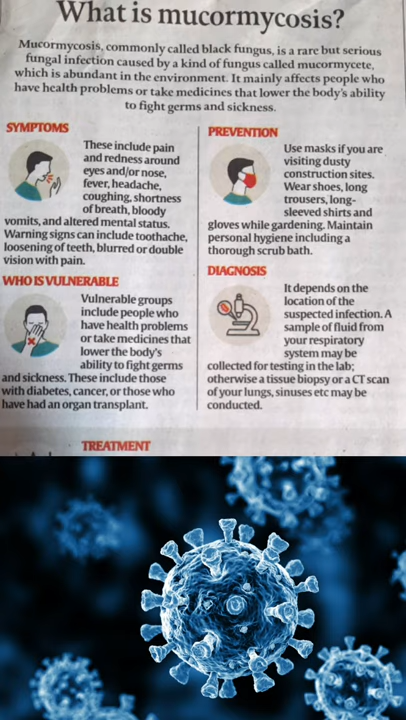 What is mucormycosis?
Mucormycosis, commonly called black fungus, is a rare but serious
fungal infection caused by a kind of fungus called mucormycete,
which is abundant in the environment. It mainly affects people who
have health problems or take medicines that lower the body's ability
to fight germs and sickness.
SYMPTOMS
These include pain
and redness around
eyes and/or nose,
fever, headache,
coughing, shortness
of breath, bloody
vomits, and altered mental status.
Warning signs can include toothache,
loosening of teeth, blurred or double
vision with pain.
WHO IS VULNERABLE
Vulnerable groups
include people who
have health problems
or take medicines that
lower the body's
ability to fight germs
and sickness. These include those
with diabetes, cancer, or those who
have had an organ transplant.
PREVENTION
Use masks if you are
visiting dusty
construction sites.
Wear shoes, long
trousers, long-
sleeved shirts and
gloves while gardening. Maintain
personal hygiene including a
thorough scrub bath.
DIAGNOSIS
It depends on the
location of the
suspected infection. A
sample of fluid from
your respiratory
system may be
collected for testing in the lab;
otherwise a tissue biopsy or a CT scan
of your lungs, sinuses etc may be
conducted.
TREATMENT